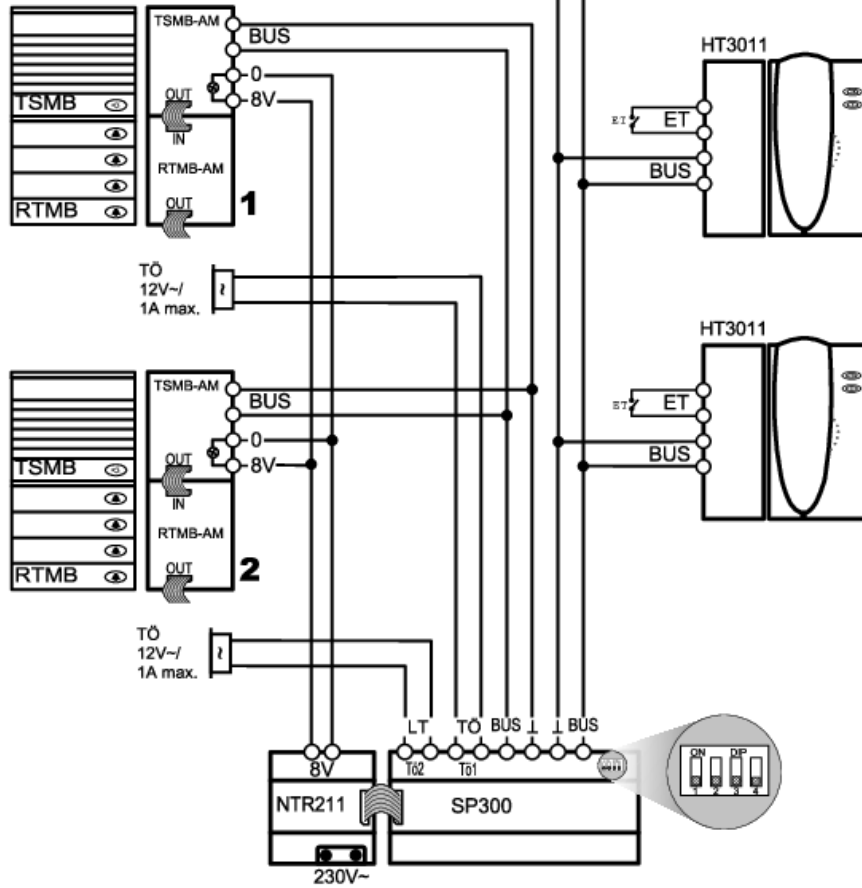 TSMB-AM
BUS
0
8V
OUT
IN
RTMB-AM
OUT
TSMB
RTMB
1
TÖ
12V~/
1A max.
~
TSMB-AM
BUS
0
8V
OUT
IN
RTMB-AM
OUT
TSMB
RTMB
2
TÖ
12V~/
1A max.
~
HT3011
ET
ET
BUS
HT3011
ET
ET
BUS
LT TÖ BUS ⊥ ⊥ BUS
8V
Tö2 Tö1
NTR211
SP300
230V~
ON DIP
1 2 3 4